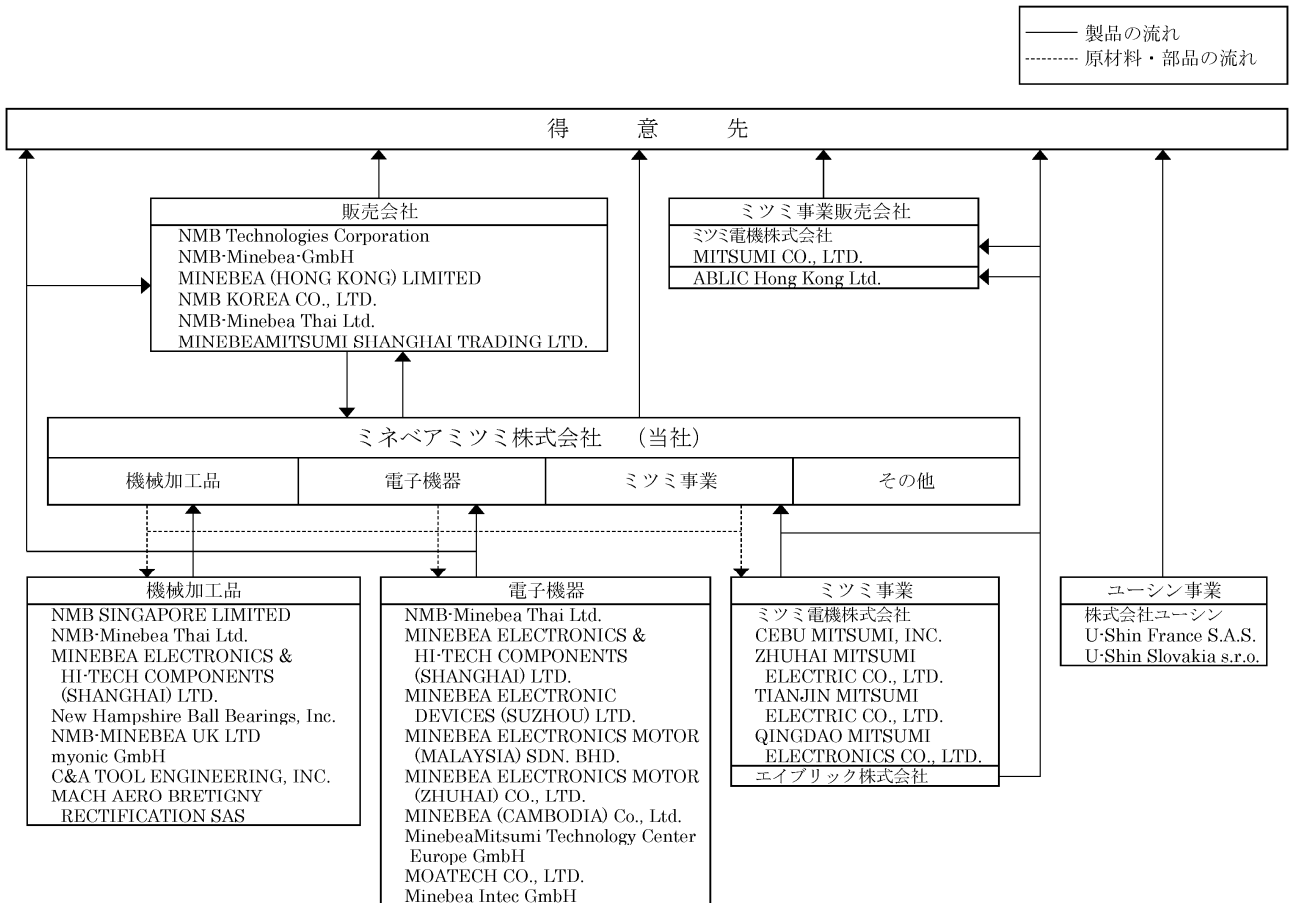 製品の流れ
原材料・部品の流れ
得意先
販売会社
NMB Technologies Corporation
NMB-Minebea-GmbH
MINEBEA (HONG KONG) LIMITED
NMB KOREA CO., LTD.
NMB-Minebea Thai Ltd.
MINEBEAMITSUMI SHANGHAI TRADING LTD.
ミツミ事業販売会社
ミツミ電機株式会社
MITSUMI CO., LTD.
ABLIC Hong Kong Ltd.
ミネベアミツミ株式会社 （当社）
機械加工品
電子機器
ミツミ事業
その他
機械加工品
NMB SINGAPORE LIMITED
NMB-Minebea Thai Ltd.
MINEBEA ELECTRONICS &
HI-TECH COMPONENTS
(SHANGHAI) LTD.
New Hampshire Ball Bearings, Inc.
NMB-MINEBEA UK LTD
myonic GmbH
C&A TOOL ENGINEERING, INC.
MACH AERO BRETIGNY
RECTIFICATION SAS
電子機器
NMB-Minebea Thai Ltd.
MINEBEA ELECTRONICS &
HI-TECH COMPONENTS
(SHANGHAI) LTD.
MINEBEA ELECTRONIC
DEVICES (SUZHOU) LTD.
MINEBEA ELECTRONICS MOTOR
(MALAYSIA) SDN. BHD.
MINEBEA ELECTRONICS MOTOR
(ZHUHAI) CO., LTD.
MINEBEA (CAMBODIA) Co., Ltd.
MinebeaMitsumi Technology Center
Europe GmbH
MOATECH CO., LTD.
Minebea Intec GmbH
ミツミ事業
ミツミ電機株式会社
CEBU MITSUMI, INC.
ZHUHAI MITSUMI
ELECTRIC CO., LTD.
TIANJIN MITSUMI
ELECTRIC CO., LTD.
QINGDAO MITSUMI
ELECTRONICS CO., LTD.
エイブリック株式会社
ユーシン事業
株式会社ユーシン
U-Shin France S.A.S.
U-Shin Slovakia s.r.o.